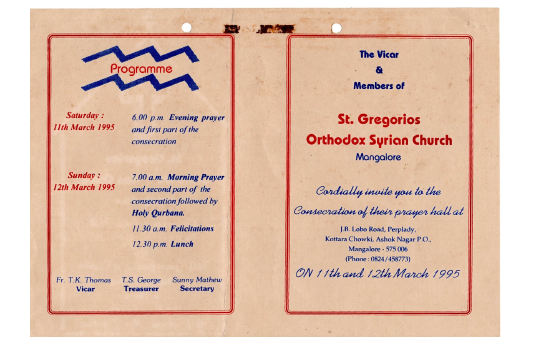 Programme
Saturday :
11th March 1995
6.00 p.m. Evening prayer
and first part of the
consecration
Sunday :
12th March 1995
7.00 a.m. Morning Prayer
and second part of the
consecration followed by
Holy Qurbana.
11.30 a.m. Felicitations
12.30 p.m. Lunch
Fr. T.K. Thomas
Vicar
T.S. George
Treasurer
Sunny Mathew
Secretary
The Vicar
&
Members of
St. Gregorios
Orthodox Syrian Church
Mangalore
Cordially invite you to the
Consecration of their prayer hall at
J.B. Lobo Road, Perplady,
Kottara Chowki, Ashok Nagar P.O.,
Mangalore - 575 006
(Phone : 0824/458773)
ON 11th and 12th March 1995